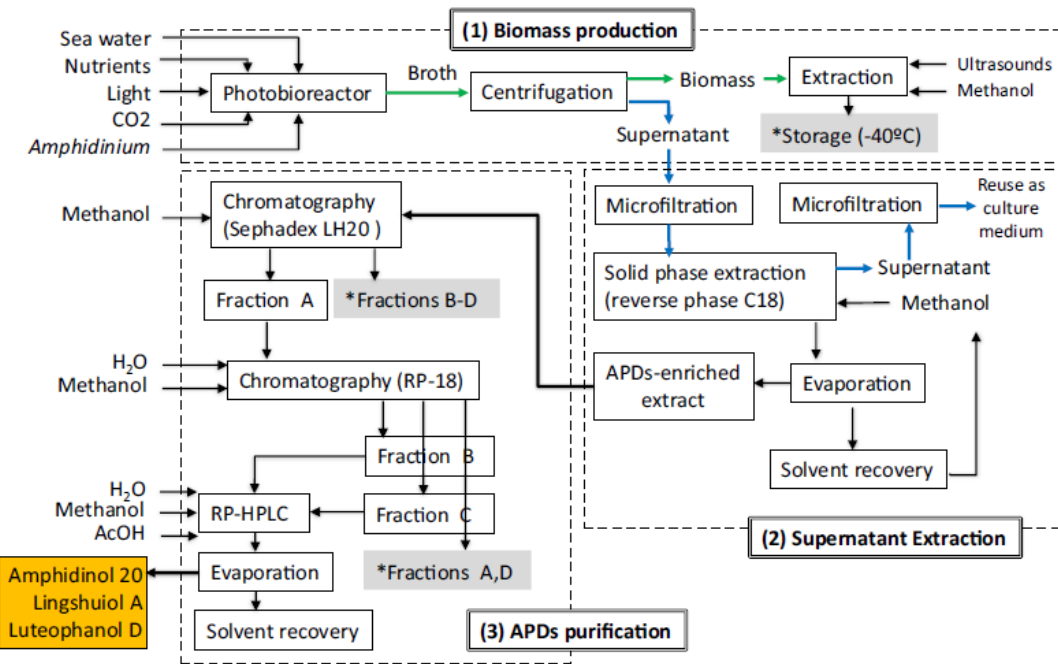 (1) Biomass production
Sea water
Nutrients
Light
CO2
Amphidinium
Photobioreactor
Broth
Centrifugation
Biomass
Extraction
Ultrasounds
Methanol
*Storage (-40ºC)
Supernatant
Microfiltration
Microfiltration
Reuse as
culture
medium
Solid phase extraction
(reverse phase C18)
Supernatant
Methanol
Evaporation
APDs-enriched
extract
Solvent recovery
(2) Supernatant Extraction
Methanol
Chromatography
(Sephadex LH20 )
Fraction A
*Fractions B-D
H₂O
Methanol
Chromatography (RP-18)
Fraction B
Fraction C
H₂O
Methanol
AcOH
RP-HPLC
*Fractions A,D
Evaporation
Amphidinol 20
Lingshuiol A
Luteophanol D
Solvent recovery
(3) APDs purification